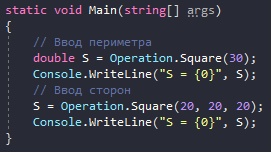 static void Main(string[] args)
{
// Ввод периметра
double S = Operation.Square(30);
Console.WriteLine("S = {0}", S);
// Ввод сторон
S = Operation.Square(20, 20, 20);
Console.WriteLine("S = {0}", S);
}